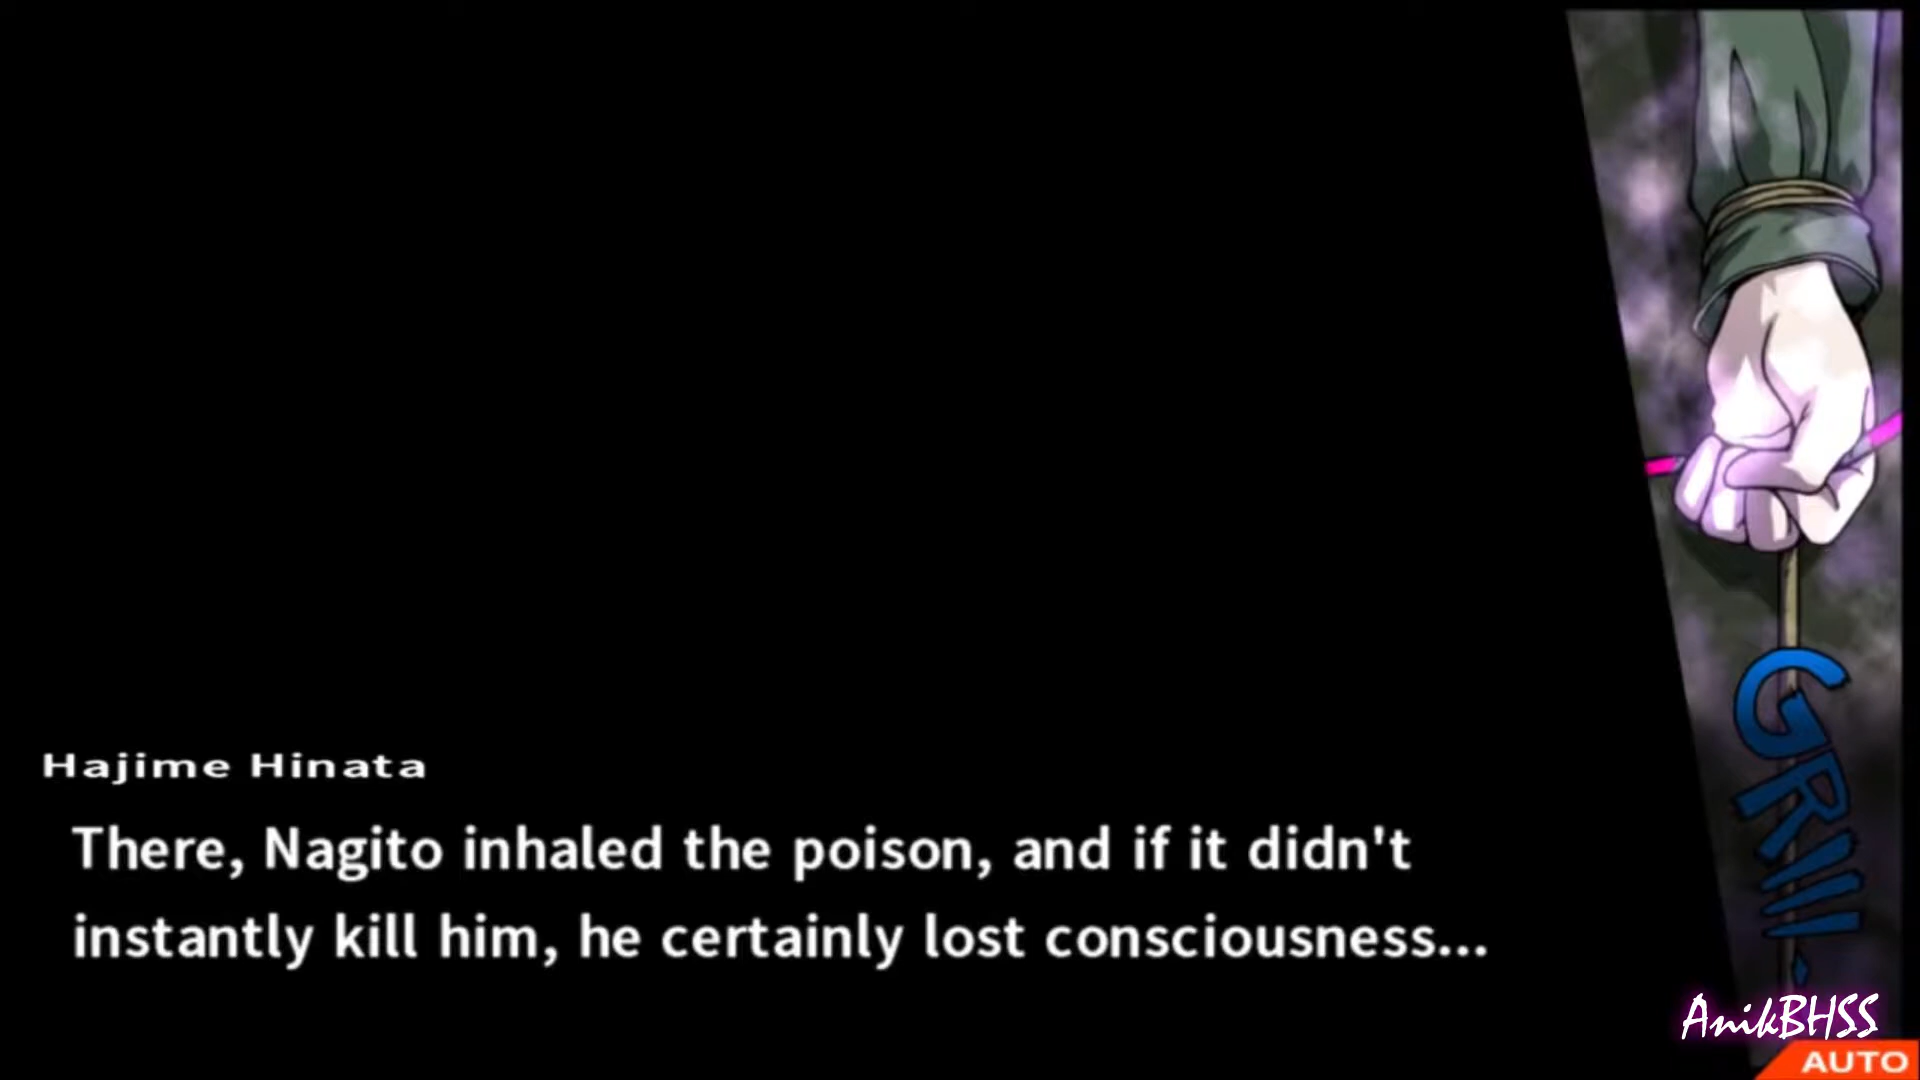 Hajime Hinata
There, Nagito inhaled the poison, and if it didn't
instantly kill him, he certainly lost consciousness...
GRIII
AnikBHSS
AUTO